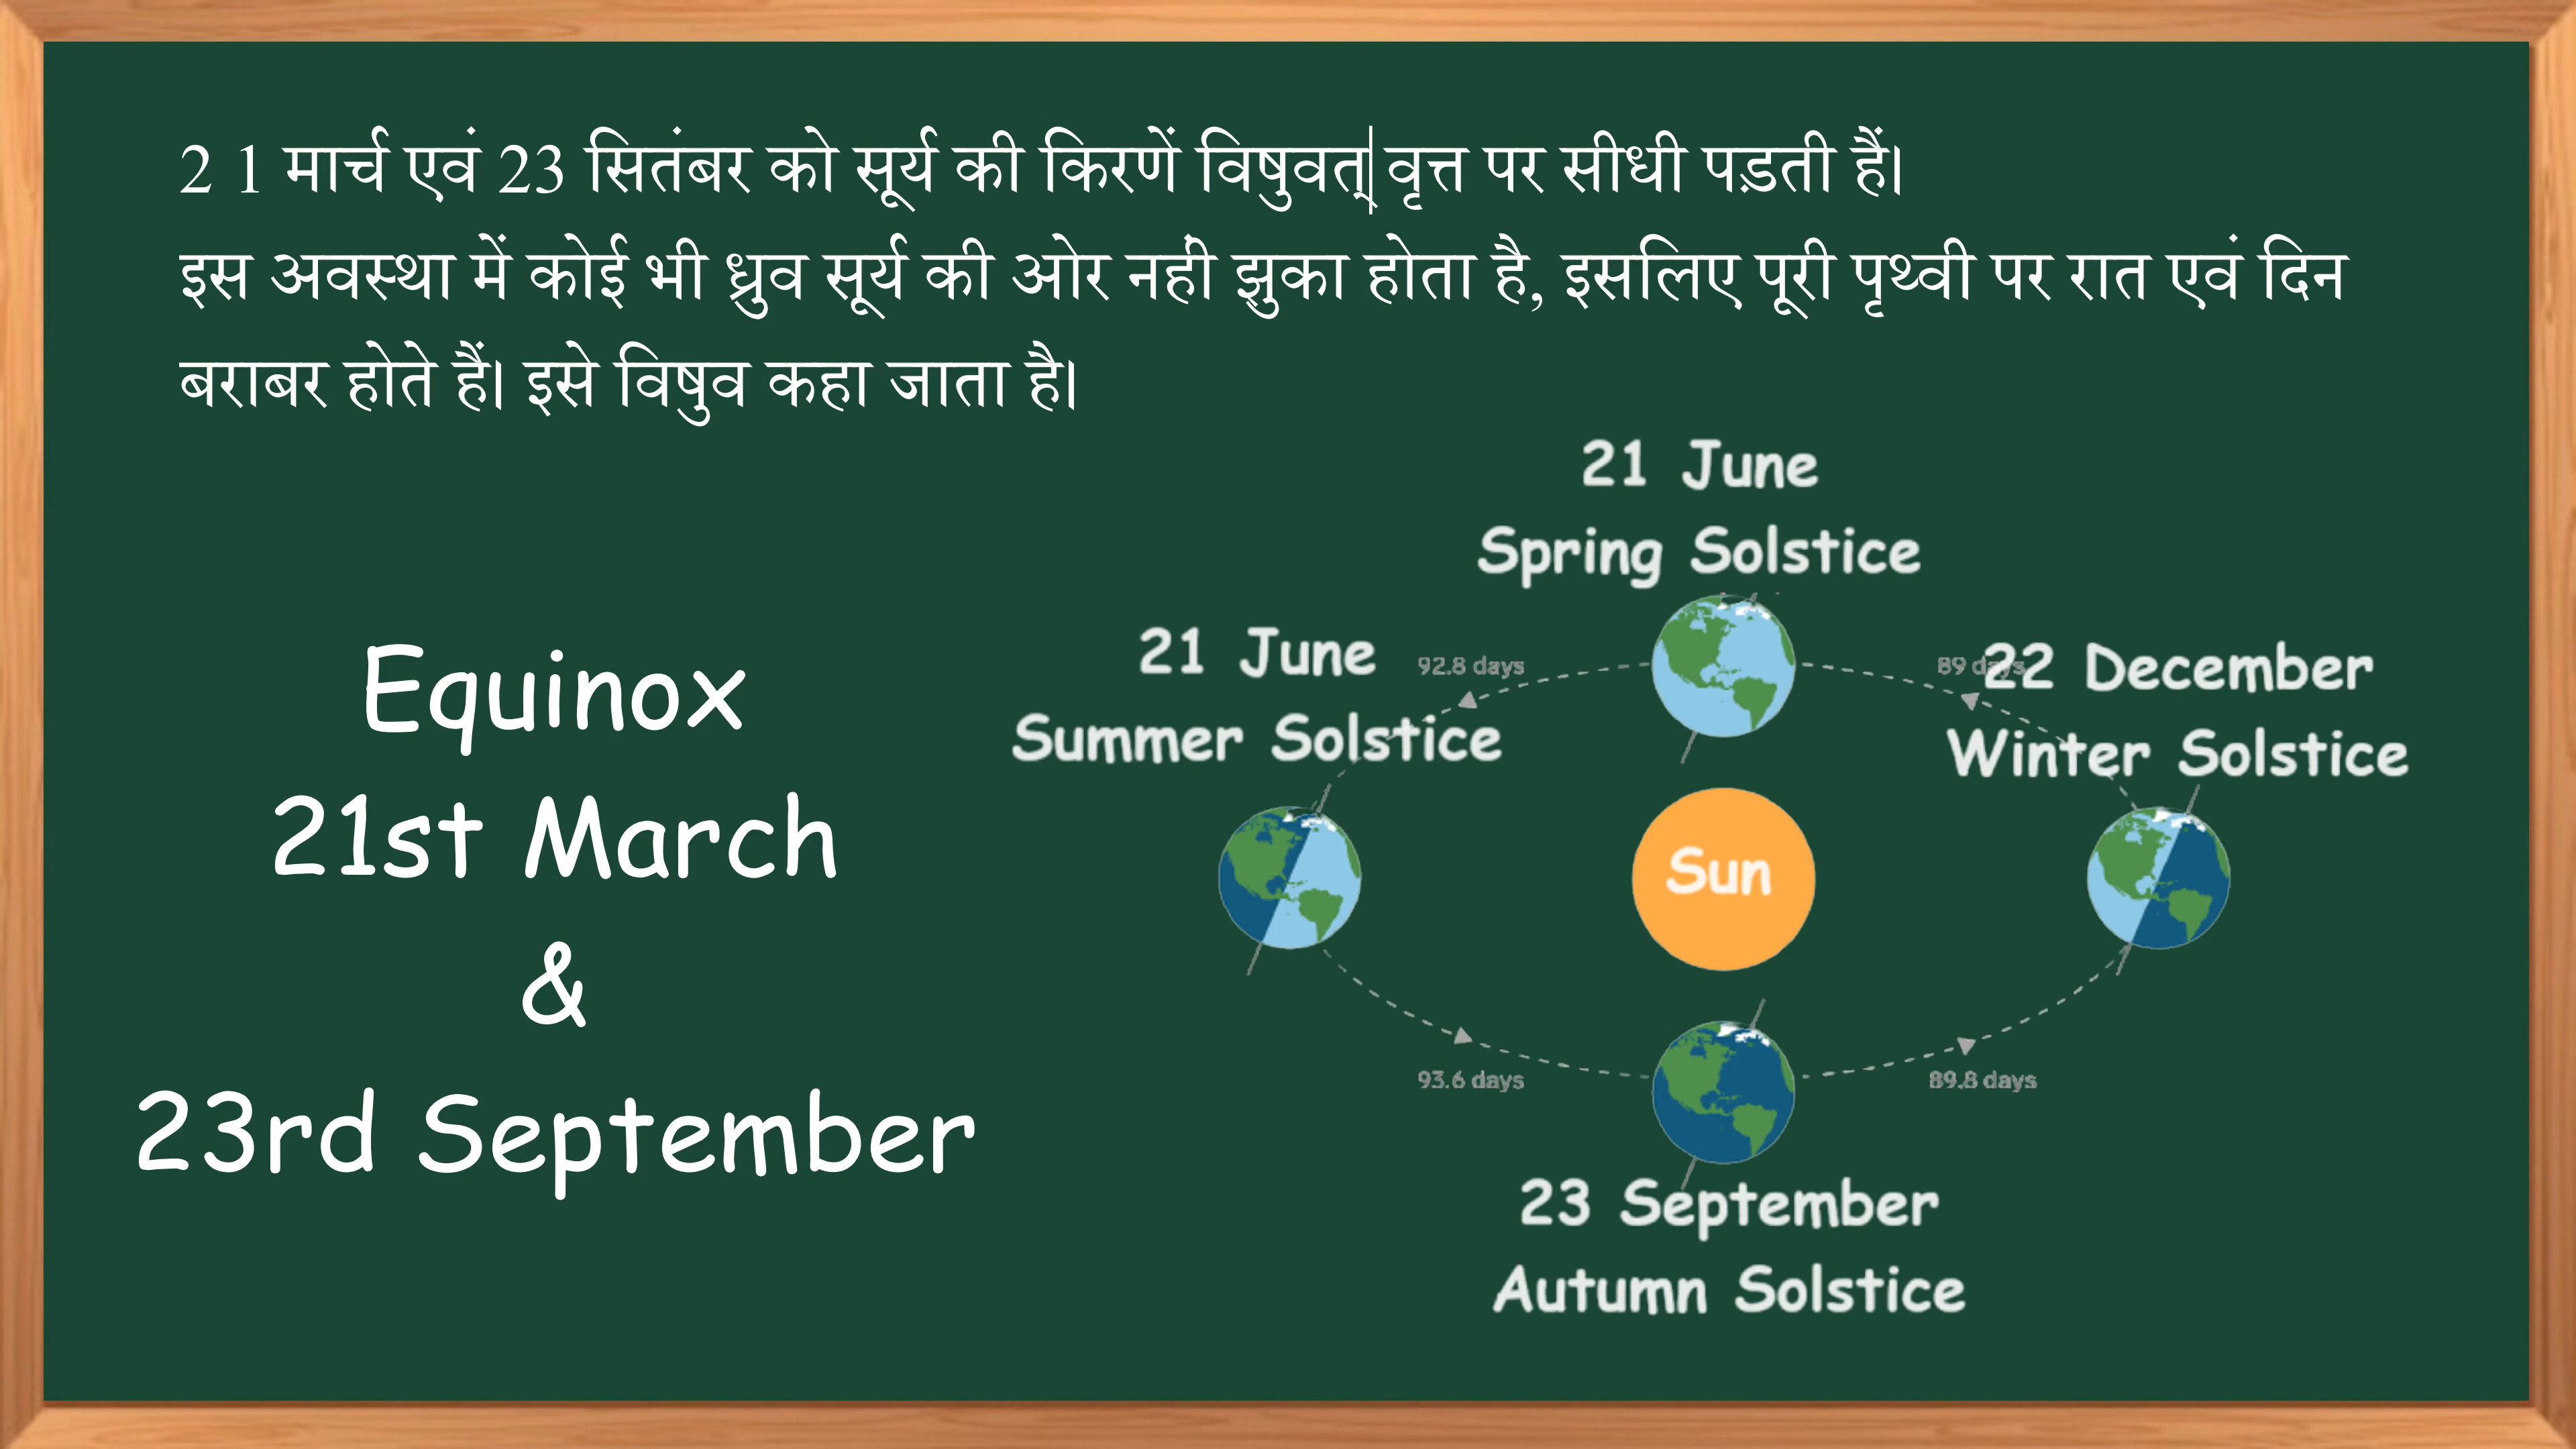 2 1 मार्च एवं 23 सितंबर को सूर्य की किरणें विषुवत् वृत्त पर सीधी पड़ती हैं।
इस अवस्था में कोई भी ध्रुव सूर्य की ओर नहीं झुका होता है, इसलिए पूरी पृथ्वी पर रात एवं दिन
बराबर होते हैं। इसे विषुव कहा जाता है।
Equinox
21st March
&
23rd September
21 June
Spring Solstice
21 June
Summer Solstice
92.8 days
89 days
22 December
Winter Solstice
Sun
93.6 days
89.8 days
23 September
Autumn Solstice